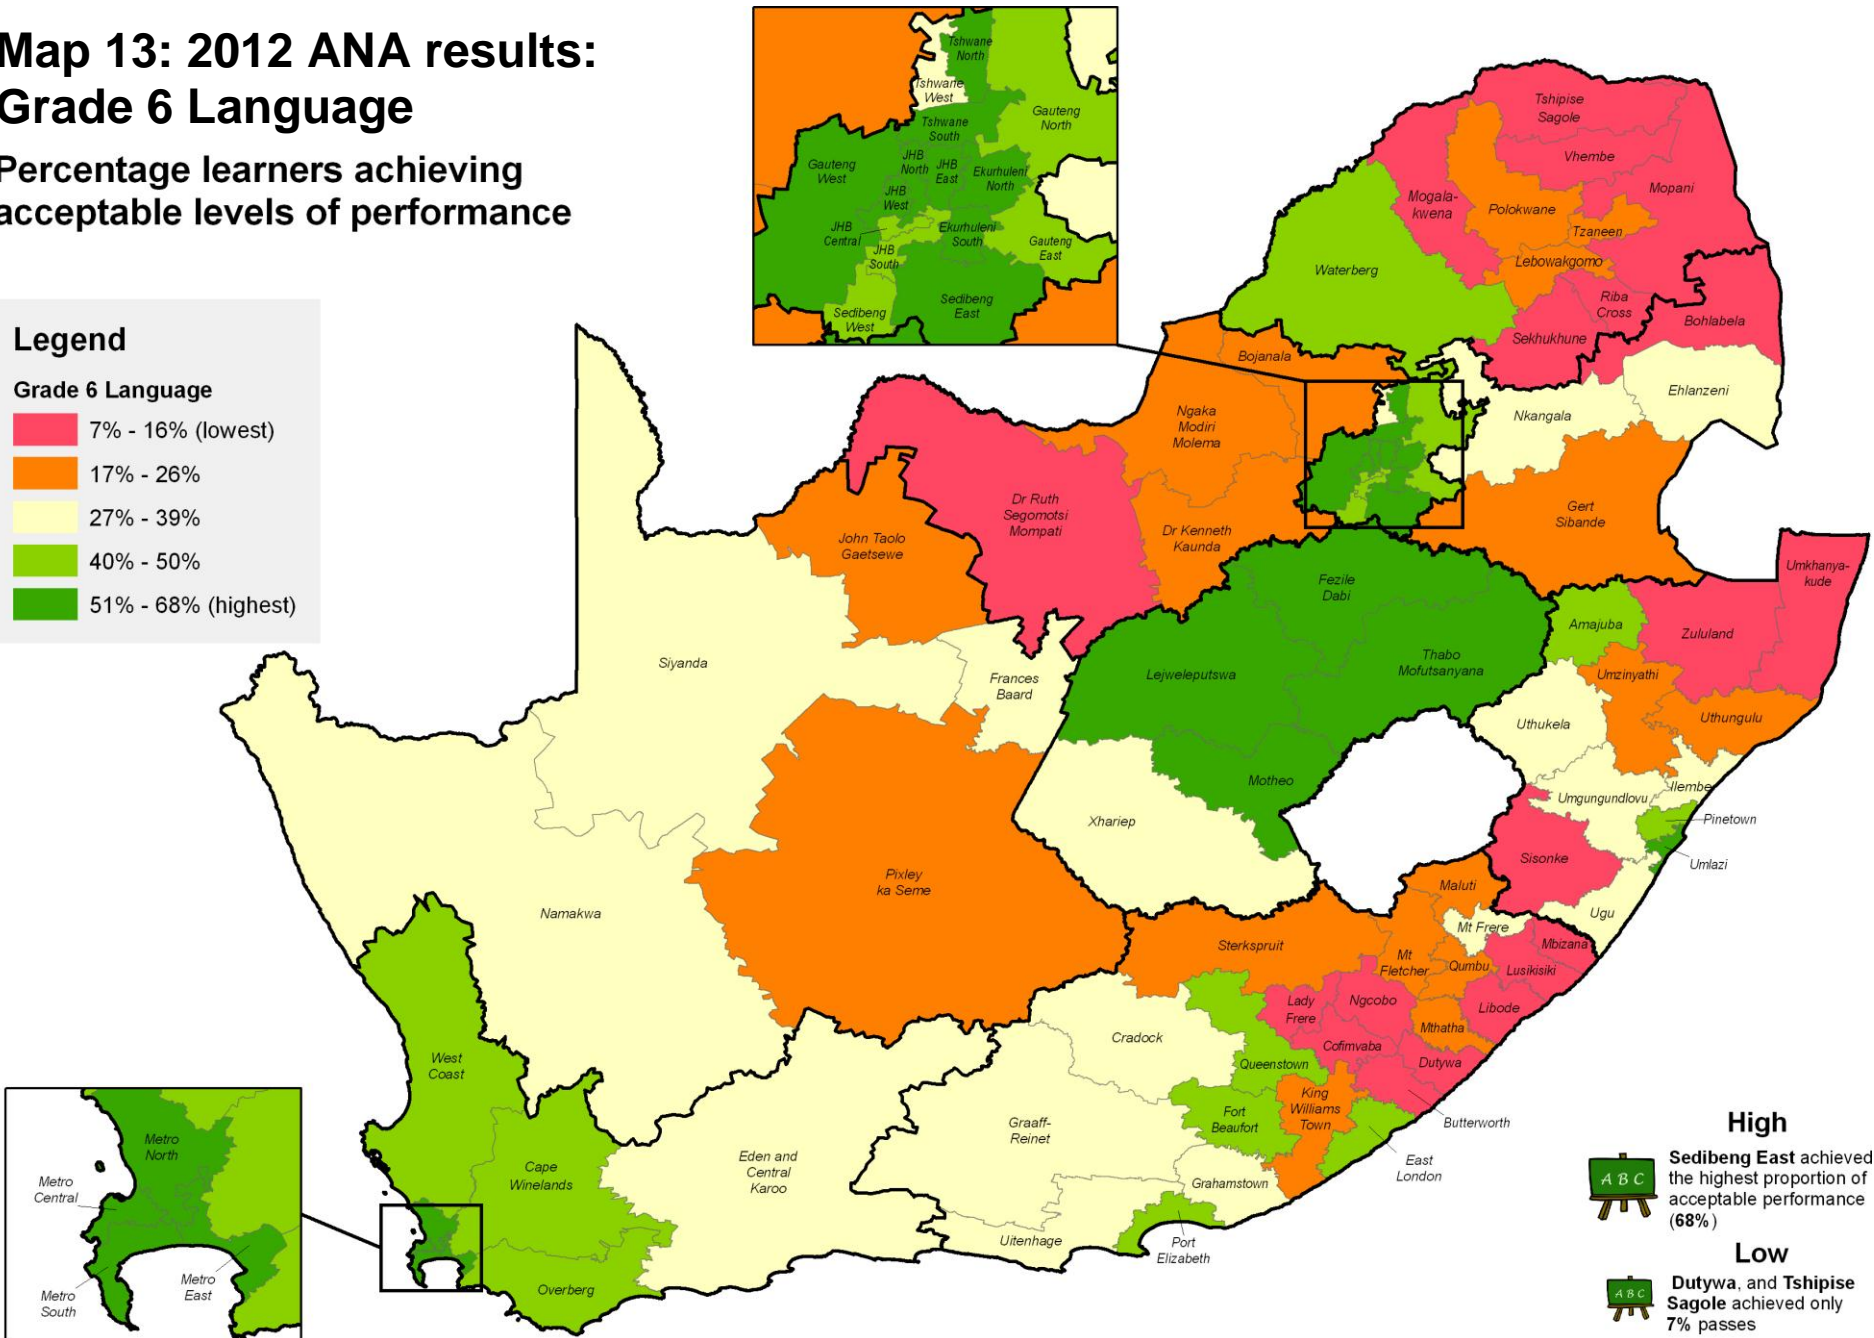 Map 13: 2012 ANA results:
Grade 6 Language
Percentage learners achieving
acceptable levels of performance
Legend
Grade 6 Language
7% - 16% (lowest)
17% - 26%
27% - 39%
40% - 50%
51% - 68% (highest)
Tshwane
North
Tshwane
West
Gauteng
North
Tshwane
South
Gauteng
West
JHB
North
JHB
East
Ekurhuleni
North
JHB
West
JHB
Central
Ekurhuleni
South
JHB
South
Gauteng
East
Sedibeng
West
Sedibeng
East
Tshipise
Sagole
Vhembe
Mopani
Mogala-
kwena
Polokwane
Tzaneen
Lebowakgomo
Waterberg
Riba
Cross
Bohlabela
Sekhukhune
Ehlanzeni
Nkangala
Bojanala
Ngaka
Modiri
Molema
Gert
Sibande
Dr Ruth
Segomotsi
Mompati
Dr Kenneth
Kaunda
John Taolo
Gaetsewe
Fezile
Dabi
Umkhanya-
kude
Amajuba
Zululand
Siyanda
Frances
Baard
Lejweleputswa
Thabo
Mofutsanyana
Umzinyathi
Uthungulu
Uthukela
Motheo
Ilembe
Umgungundlovu
Pinetown
Xhariep
Umlazi
Sisonke
Pixley
ka Seme
Namakwa
Maluti
Ugu
Mt Frere
Mbizana
Sterkspruit
Mt
Fletcher
Qumbu
Lusikisiki
Lady
Frere
Ngcobo
Libode
Mthatha
Cradock
Cofimvaba
Dutywa
Queenstown
West
Coast
King
Williams
Town
Fort
Beaufort
Butterworth
Graaff-
Reinet
East
London
Eden and
Central
Karoo
Cape
Winelands
Grahamstown
Uitenhage
Port
Elizabeth
Overberg
Metro
North
Metro
Central
Metro
East
Metro
South
High
A B C
Sedibeng East achieved
the highest proportion of
acceptable performance
(68%)
Low
A B C
Dutywa, and Tshipise
Sagole achieved only
7% passes